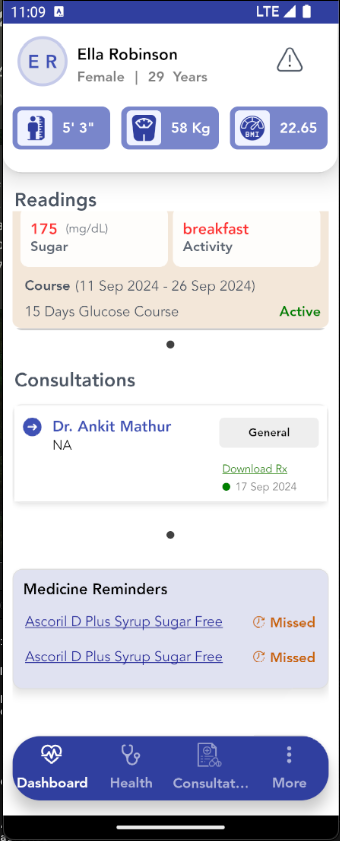 11:09 A LTE
E R
Ella Robinson
Female | 29 Years
5' 3"
58 Kg
BMI
22.65
Readings
175 (mg/dL)
Sugar
breakfast
Activity
Course (11 Sep 2024 - 26 Sep 2024)
15 Days Glucose Course
Active
Consultations
Dr. Ankit Mathur
NA
General
Download Rx
17 Sep 2024
Medicine Reminders
Ascoril D Plus Syrup Sugar Free
Missed
Ascoril D Plus Syrup Sugar Free
Missed
Dashboard
Health
Consultat...
More